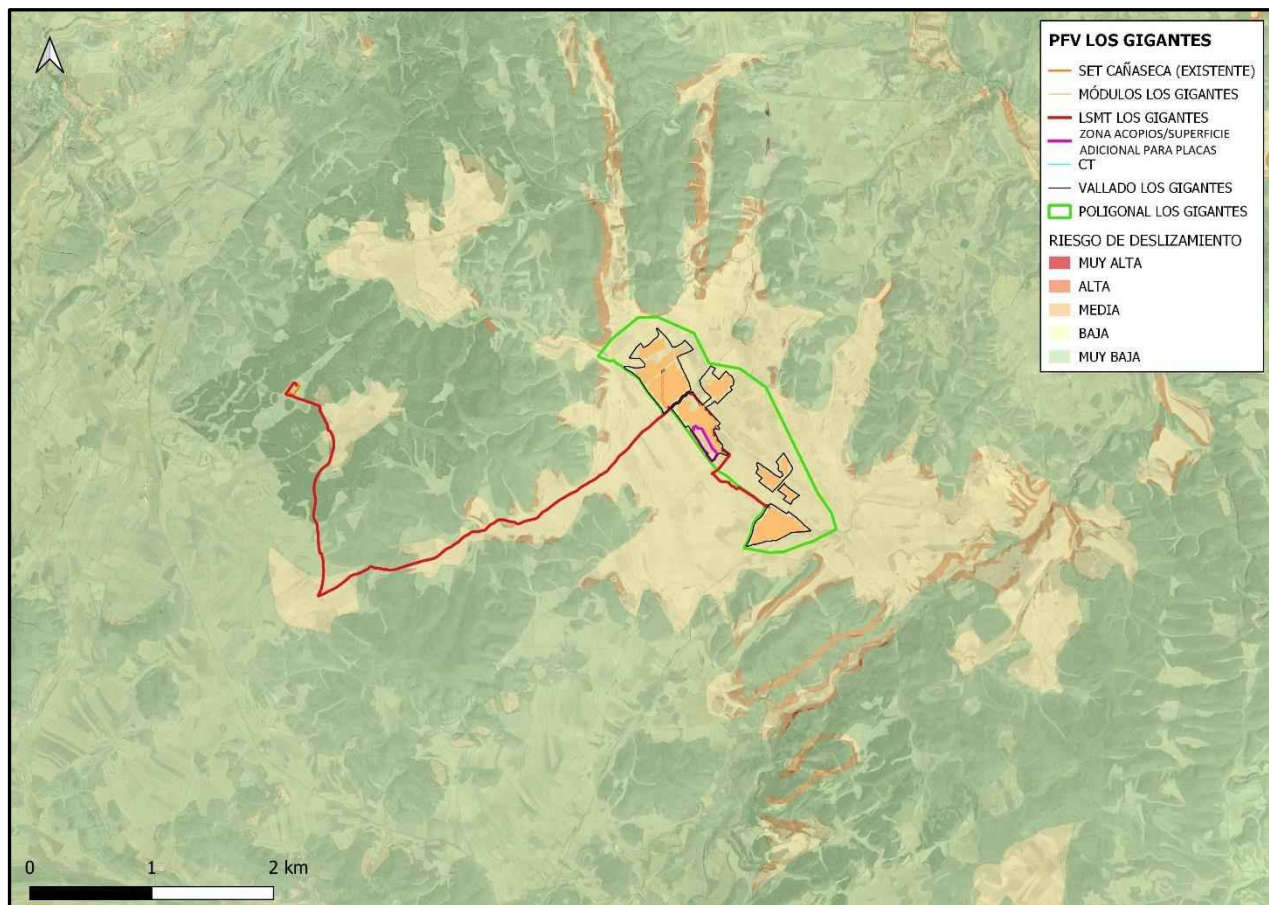 PFV LOS GIGANTES
SET CAÑASECA (EXISTENTE)
MÓDULOS LOS GIGANTES
LSMT LOS GIGANTES
ZONA ACOPIOS/SUPERFICIE
ADICIONAL PARA PLACAS
CT
VALLADO LOS GIGANTES
POLIGONAL LOS GIGANTES
RIESGO DE DESLIZAMIENTO
MUY ALTA
ALTA
MEDIA
BAJA
MUY BAJA
0 1 2 km